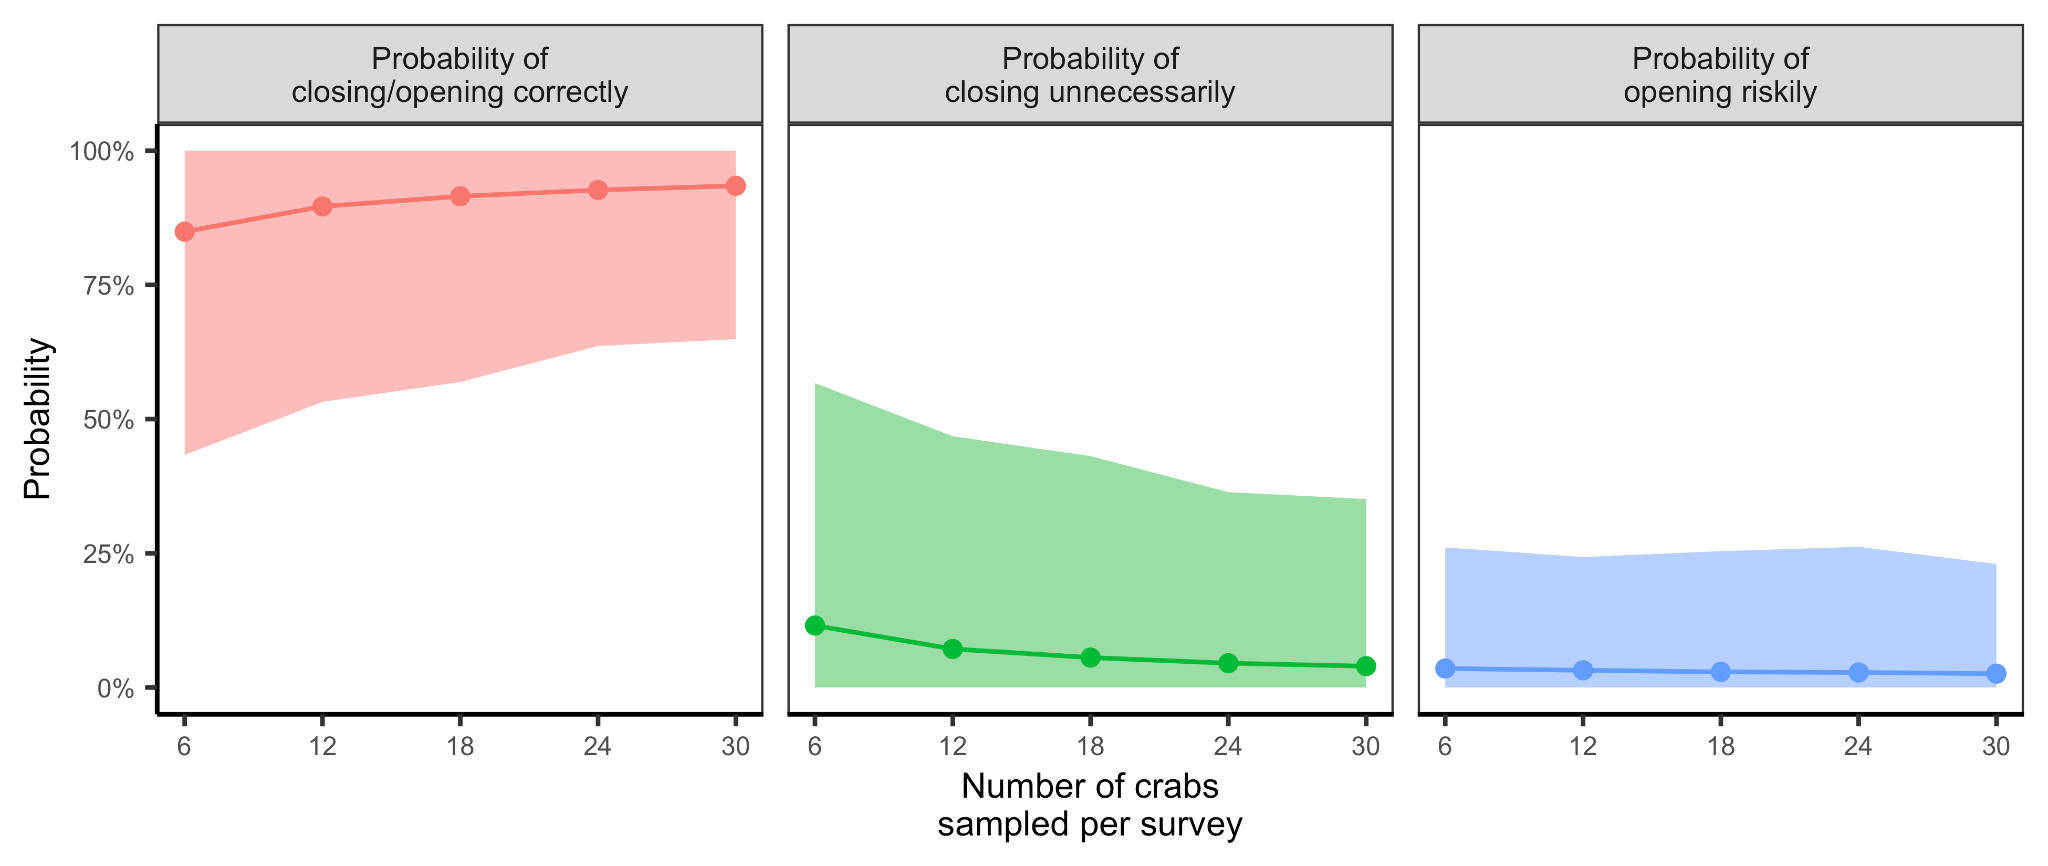 Probability of
closing/opening correctly
Probability of
closing unnecessarily
Probability of
opening riskily
100%
75%
50%
25%
0%
Probability
6 12 18 24 30
6 12 18 24 30
6 12 18 24 30
Number of crabs
sampled per survey